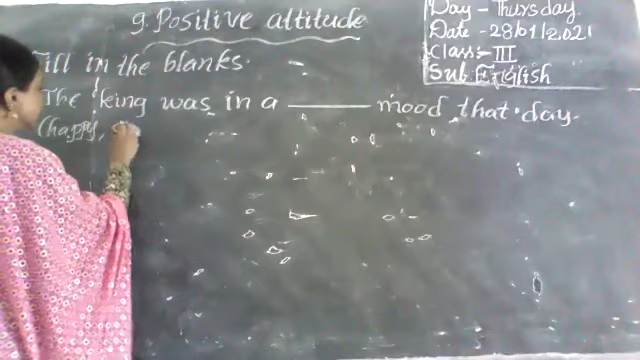 9. Positive attitude
Day - Thursday.
Date - 28/01/2021
Class:- III
Sub: English
Fill in the blanks.
The king was in a ______ mood that day.
(happy,